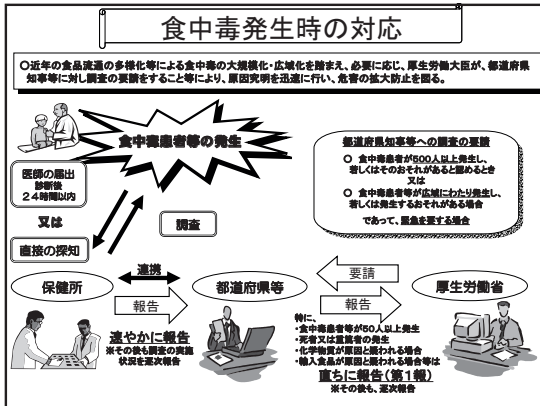 食中毒発生時の対応
○近年の食品流通の多様化等による食中毒の大規模化・広域化を踏まえ、必要に応じ、厚生労働大臣が、都道府県
知事等に対し調査の要請をすること等により、原因究明を迅速に行い、危害の拡大防止を図る。
食中毒患者等の発生
医師の届出
診断後
24時間以内
又は
直接の探知
調査
都道府県知事等への調査の要請
○ 食中毒患者が500人以上発生し、
若しくはそのおそれがあると認めるとき
又は
○ 食中毒患者等が広域にわたり発生し、
若しくは発生するおそれがある場合
であって、緊急を要する場合
保健所
連携
報告
都道府県等
要請
報告
厚生労働省
速やかに報告
※その後も調査の実施
状況を逐次報告
特に、
・食中毒患者等が50人以上発生
・死者又は重篤者の発生
・化学物質が原因と疑われる場合
・輸入食品が原因と疑われる場合等は
直ちに報告(第1報)
※その後も、逐次報告